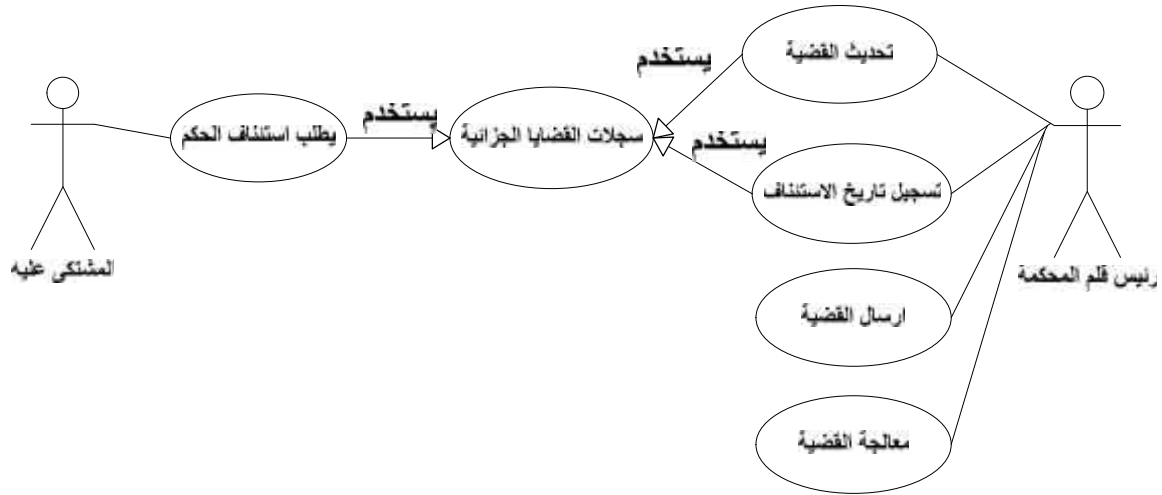 تحديث القضية
يستخدم
يستخدم
سجلات القضايا الجزائية
يستخدم
يطلب استئناف الحكم
تسجيل تاريخ الاستئناف
رئيس قلم المحكمة
المشتكى عليه
ارسال القضية
معالجة القضية